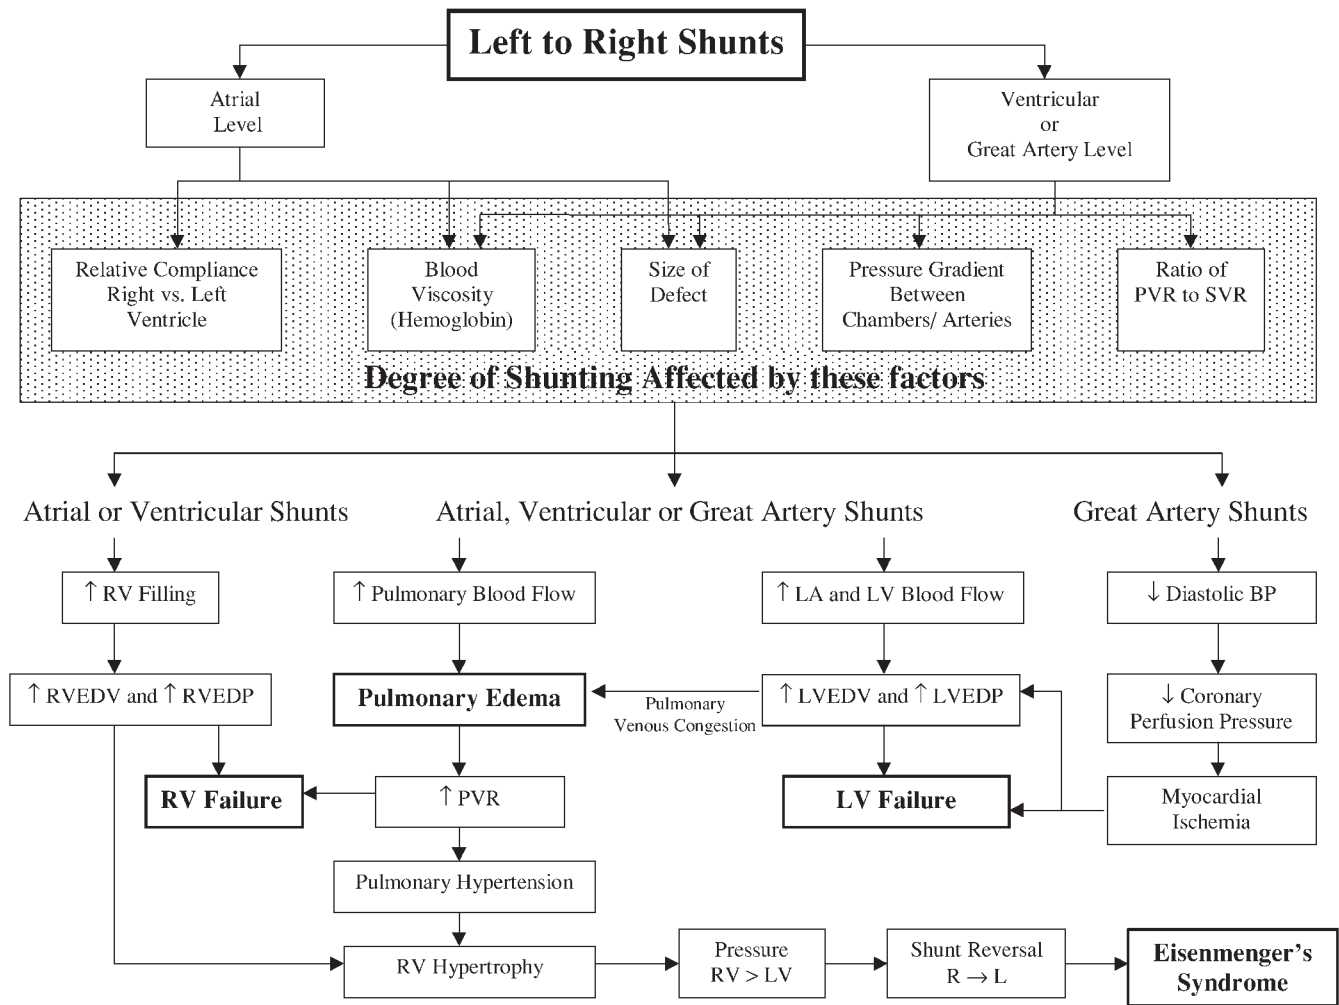 Left to Right Shunts
Atrial
Level
Ventricular
or
Great Artery Level
Relative Compliance
Right vs. Left
Ventricle
Blood
Viscosity
(Hemoglobin)
Size of
Defect
Pressure Gradient
Between
Chambers/ Arteries
Ratio of
PVR to SVR
Degree of Shunting Affected by these factors
Atrial or Ventricular Shunts
Atrial, Ventricular or Great Artery Shunts
Great Artery Shunts
↑ RV Filling
↑ Pulmonary Blood Flow
↑ LA and LV Blood Flow
↓ Diastolic BP
↑ RVEDV and ↑ RVEDP
Pulmonary Edema
Pulmonary
Venous Congestion
↑ LVEDV and ↑ LVEDP
↓ Coronary
Perfusion Pressure
RV Failure
↑ PVR
LV Failure
Myocardial
Ischemia
Pulmonary Hypertension
RV Hypertrophy
Pressure
RV > LV
Shunt Reversal
R → L
Eisenmenger's
Syndrome